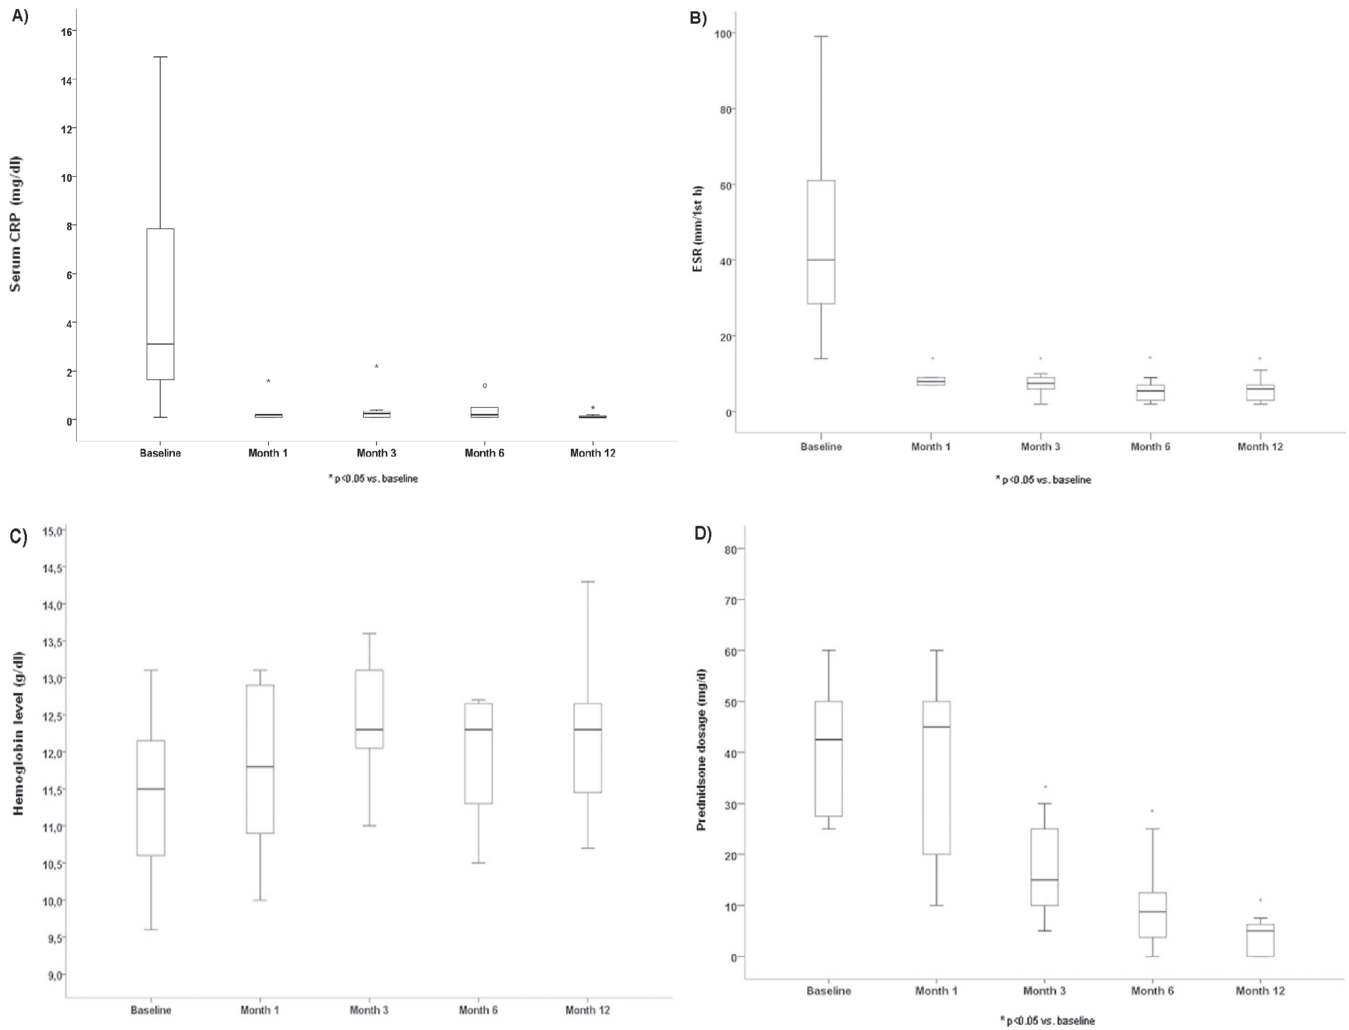 A)
Serum CRP (mg/dl)
16
14
12
10
8
6
4
2
0
Baseline Month 1 Month 3 Month 6 Month 12
* p<0.05 vs. baseline
B)
ESR (mm/1st h)
100
80
60
40
20
0
Baseline Month 1 Month 3 Month 6 Month 12
* p<0.05 vs. baseline
C)
Hemoglobin level (g/dl)
15,0
14,5
14,0
13,5
13,0
12,5
12,0
11,5
11,0
10,5
10,0
9,5
9,0
Baseline Month 1 Month 3 Month 6 Month 12
D)
Prednidsone dosage (mg/d)
80
70
60
50
40
30
20
10
0
Baseline Month 1 Month 3 Month 6 Month 12
* p<0.05 vs. baseline